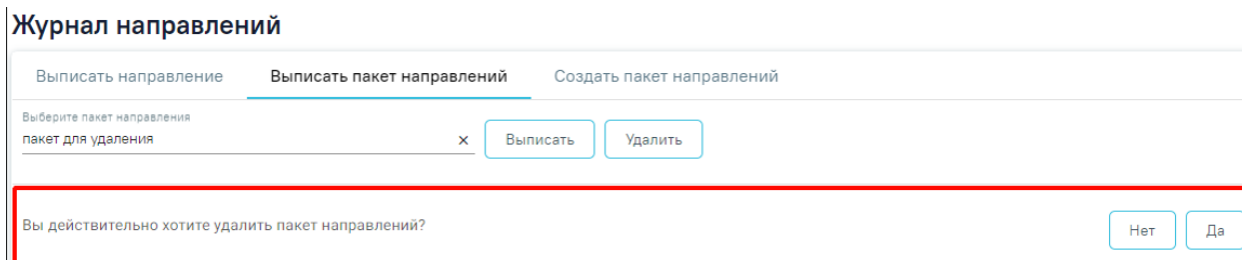 Журнал направлений
Выписать направление Выписать пакет направлений Создать пакет направлений
Выберите пакет направления
пакет для удаления × Выписать Удалить
Вы действительно хотите удалить пакет направлений? Нет Да